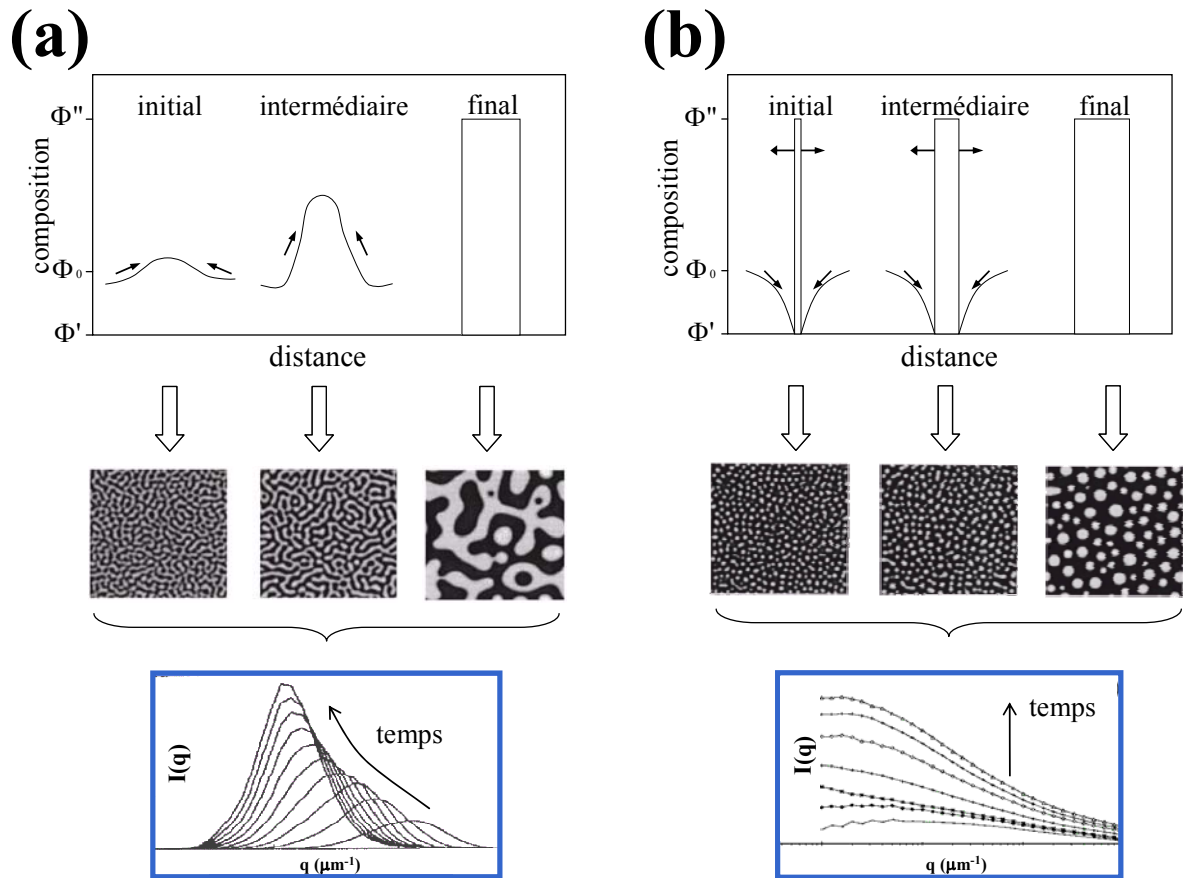 (a)
initial intermédiaire final
Φ"
composition
Φ₀
Φ'
distance
I(q)
temps
q (μm⁻¹)
(b)
initial intermédiaire final
Φ"
composition
Φ₀
Φ'
distance
I(q)
temps
q (μm⁻¹)